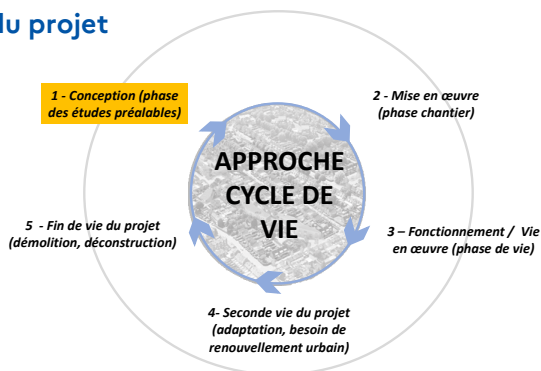 du projet
1 - Conception (phase
des études préalables)
2 - Mise en œuvre
(phase chantier)
APPROCHE
CYCLE DE
VIE
5 - Fin de vie du projet
(démolition, déconstruction)
3 – Fonctionnement / Vie
en œuvre (phase de vie)
4- Seconde vie du projet
(adaptation, besoin de
renouvellement urbain)